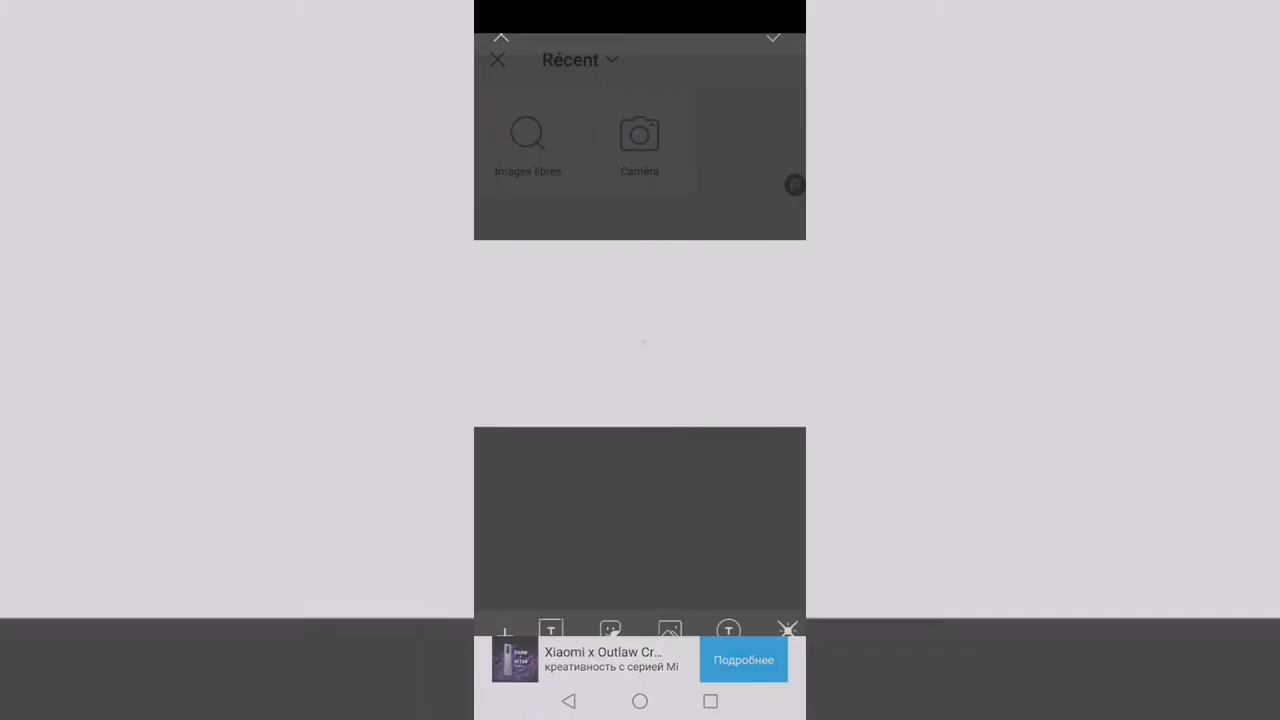 Récent
Images libres
Caméra
Xiaomi x Outlaw Cr...
креативность с серией Mi
Подробнее